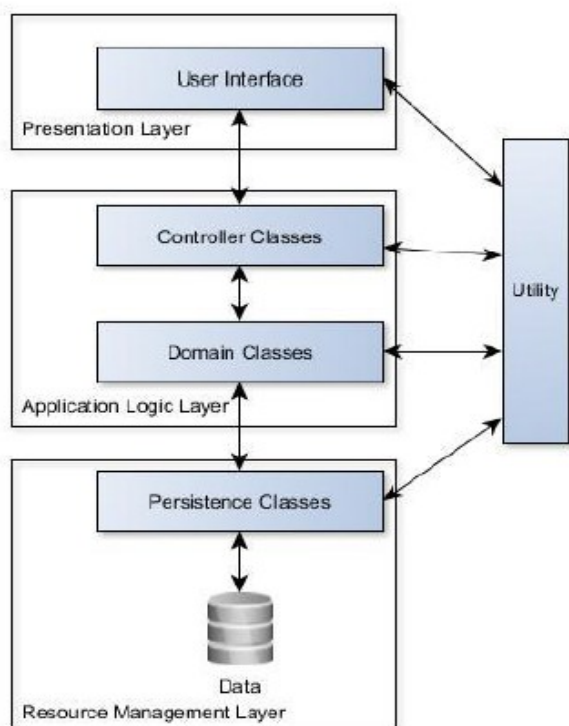 User Interface
Presentation Layer
Controller Classes
Domain Classes
Application Logic Layer
Utility
Persistence Classes
Data
Resource Management Layer